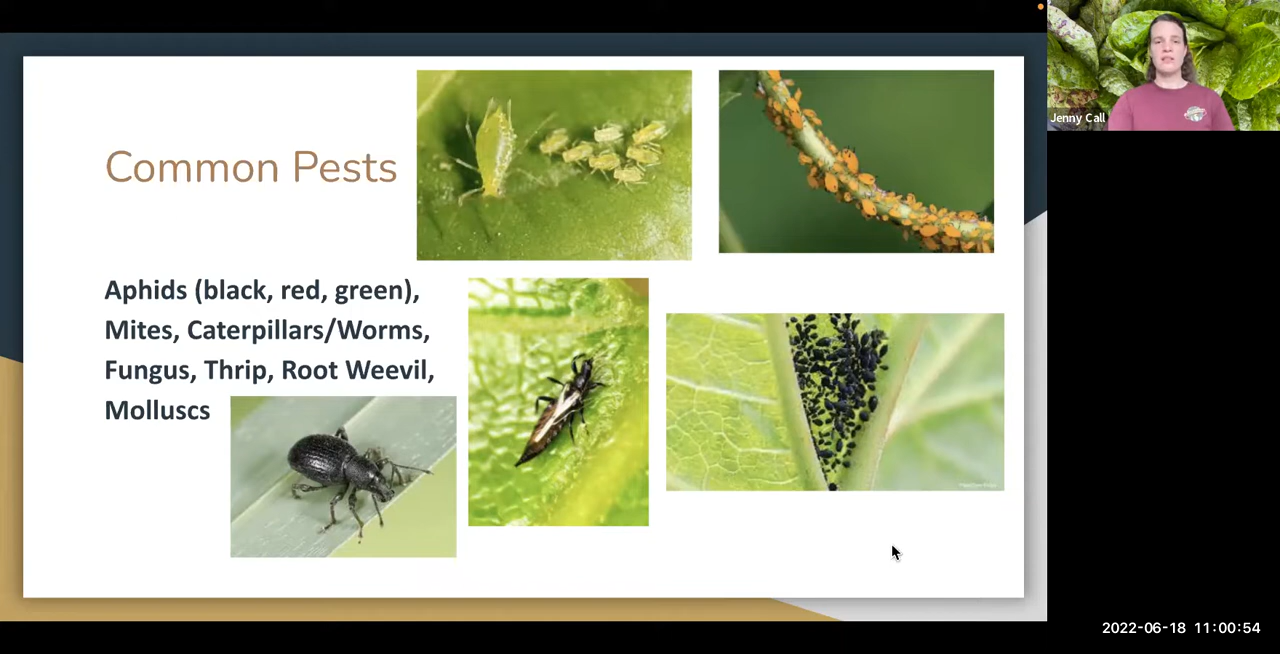 Common Pests
Aphids (black, red, green),
Mites, Caterpillars/Worms,
Fungus, Thrip, Root Weevil,
Molluscs
Jenny Call
2022-06-18 11:00:54